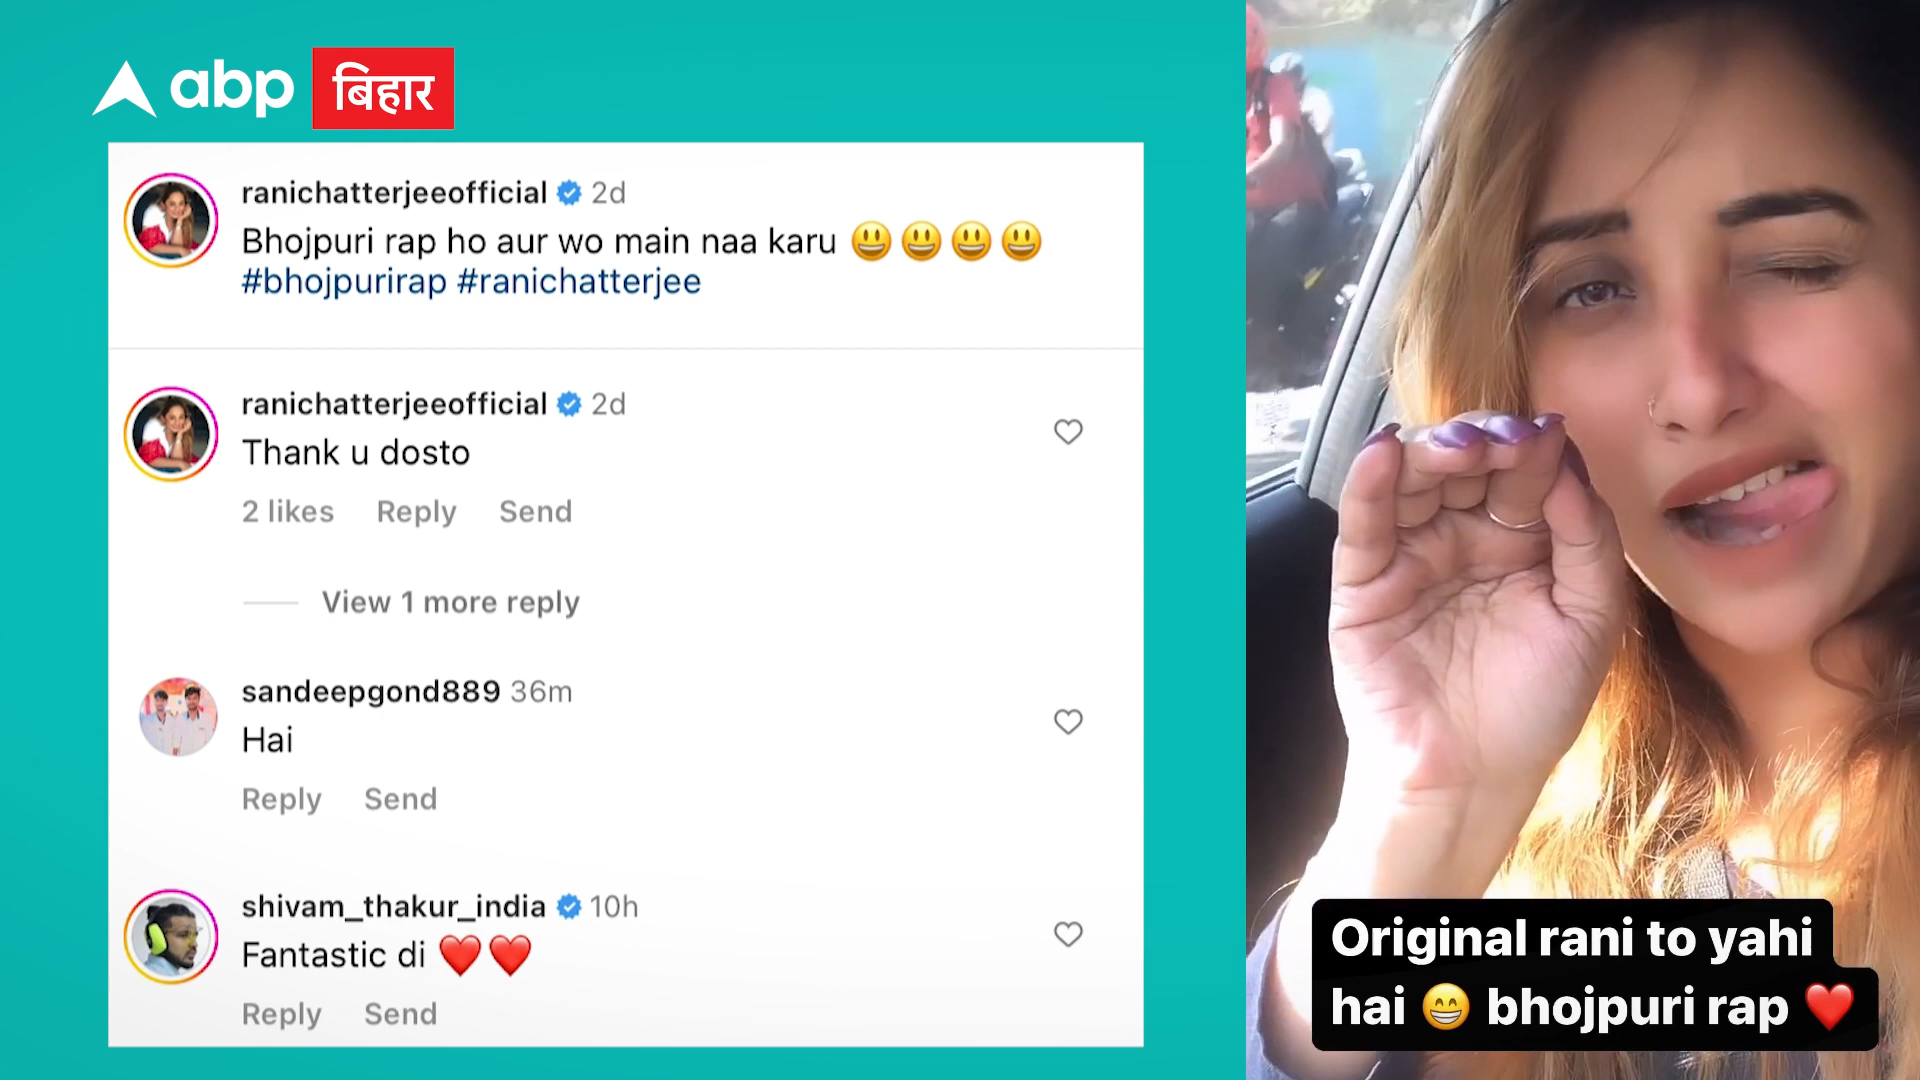 abp बिहार
ranichatterjeeofficial 2d
Bhojpuri rap ho aur wo main naa karu 😃😃😃😃
#bhojpurirap #ranichatterjee
ranichatterjeeofficial 2d
Thank u dosto
2 likes Reply Send
View 1 more reply
sandeepgond889 36m
Hai
Reply Send
shivam_thakur_india 10h
Fantastic di ❤️❤️
Reply Send
Original rani to yahi
hai 😁 bhojpuri rap ❤️